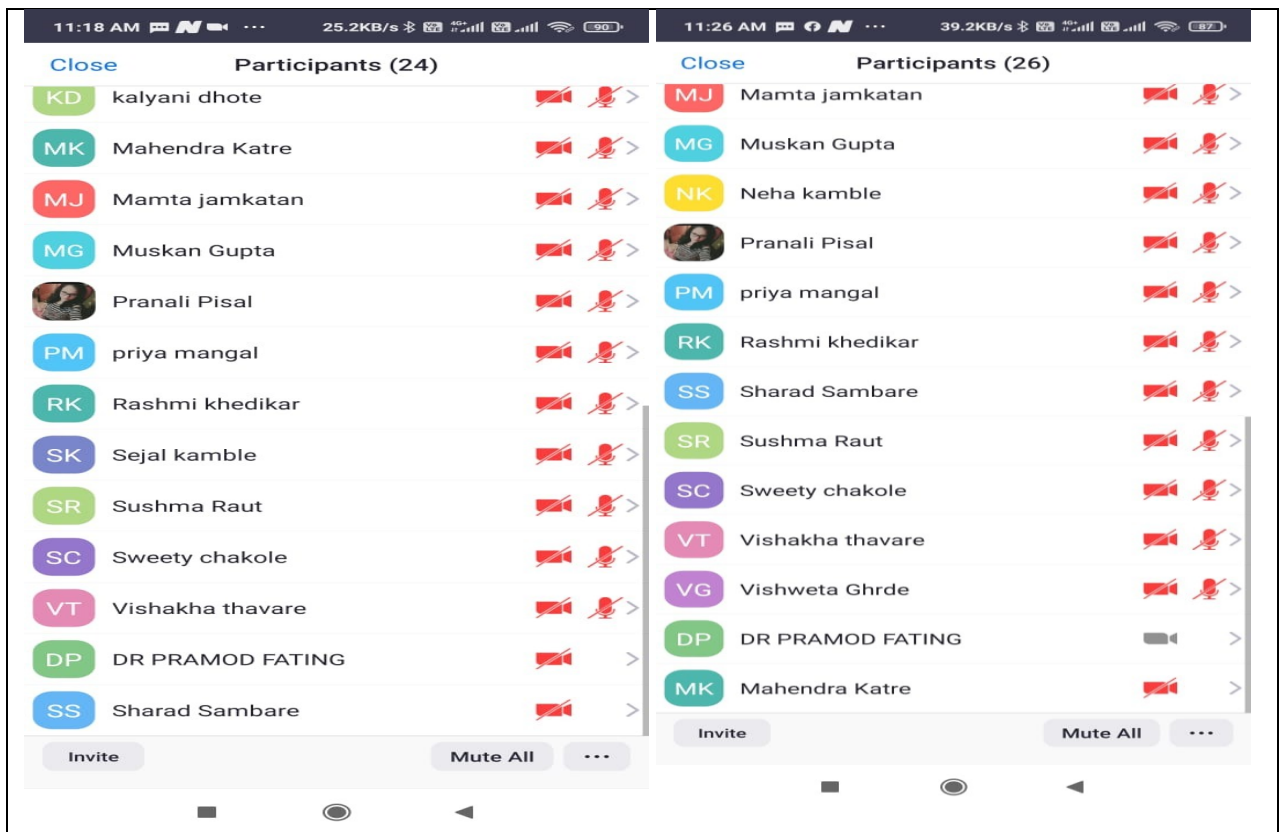 11:18 AM ... 25.2KB/s 4G+ 90
Close Participants (24)
KD kalyani dhote
MK Mahendra Katre
MJ Mamta jamkatan
MG Muskan Gupta
Pranali Pisal
PM priya mangal
RK Rashmi khedikar
SK Sejal kamble
SR Sushma Raut
SC Sweety chakole
VT Vishakha thavare
DP DR PRAMOD FATING
SS Sharad Sambare
Invite Mute All ...
11:26 AM ... 39.2KB/s 4G+ 87
Close Participants (26)
MJ Mamta jamkatan
MG Muskan Gupta
NK Neha kamble
Pranali Pisal
PM priya mangal
RK Rashmi khedikar
SS Sharad Sambare
SR Sushma Raut
SC Sweety chakole
VT Vishakha thavare
VG Vishweta Ghrde
DP DR PRAMOD FATING
MK Mahendra Katre
Invite Mute All ...